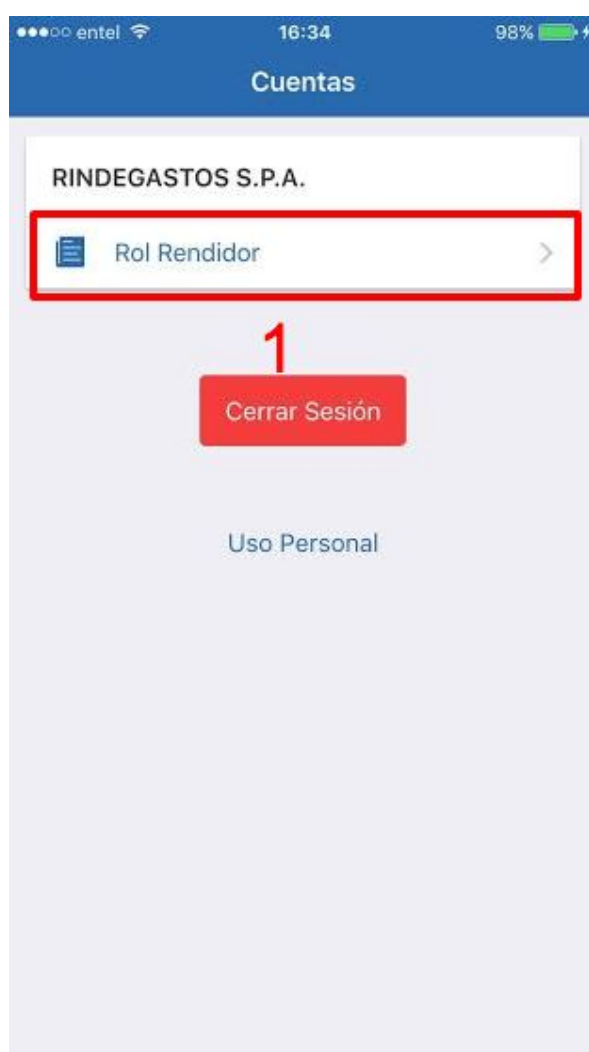 entel 16:34 98%
Cuentas
RINDEGASTOS S.P.A.
Rol Rendidor
1
Cerrar Sesión
Uso Personal